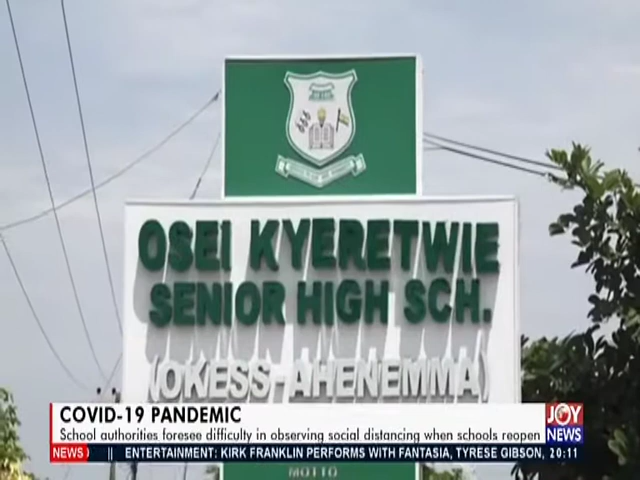 OSEI KYERETWIE
SENIOR HIGH SCH.
(OKESS-AHENEMMA)
COVID-19 PANDEMIC
School authorities foresee difficulty in observing social distancing when schools reopen
JOY
NEWS
NEWS
ENTERTAINMENT: KIRK FRANKLIN PERFORMS WITH FANTASIA, TYRESE GIBSON, 20:11
MOTTO